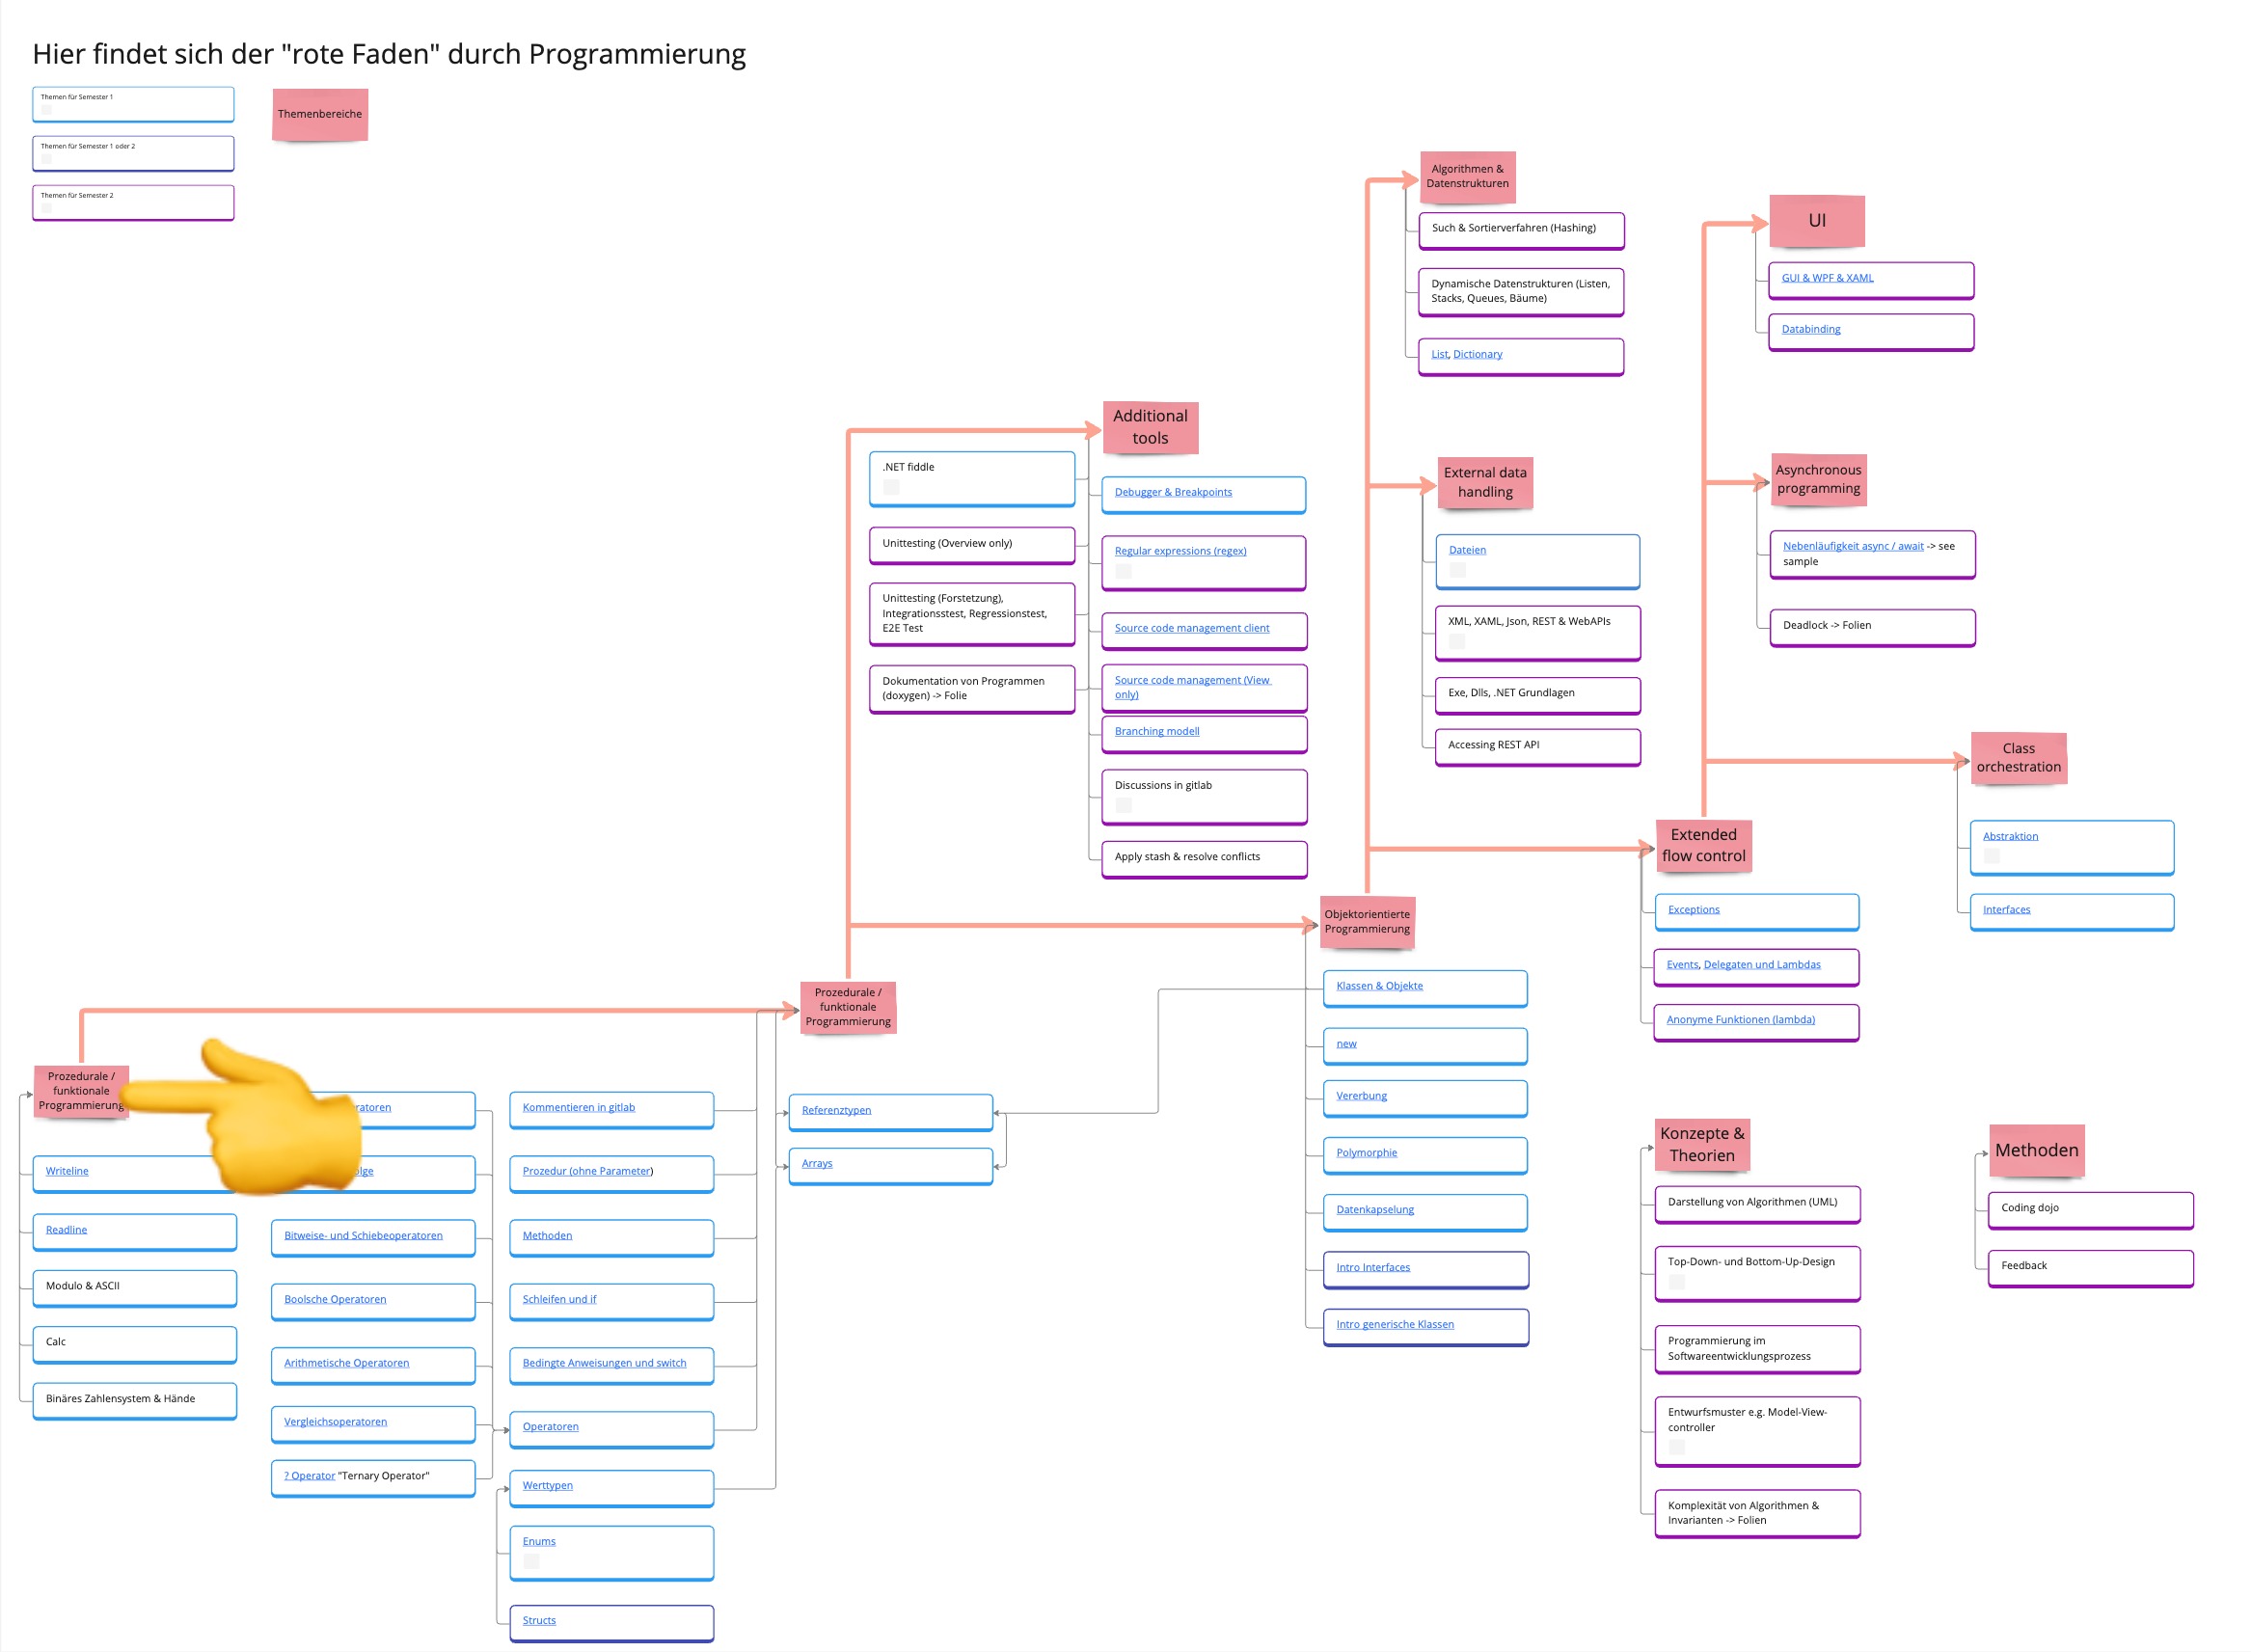 Hier findet sich der "rote Faden" durch Programmierung
Themen für Semester 1
Themen für Semester 1 oder 2
Themen für Semester 2
Themenbereiche
Algorithmen &
Datenstrukturen
Such & Sortierverfahren (Hashing)
Dynamische Datenstrukturen (Listen,
Stacks, Queues, Bäume)
List, Dictionary
UI
GUI & WPF & XAML
Databinding
Additional
tools
.NET fiddle
Unittesting (Overview only)
Unittesting (Forstetzung),
Integrationsstest, Regressionstest,
E2E Test
Dokumentation von Programmen
(doxygen) -> Folie
Debugger & Breakpoints
Regular expressions (regex)
Source code management client
Source code management (View
only)
Branching modell
Discussions in gitlab
Apply stash & resolve conflicts
External data
handling
Dateien
XML, XAML, Json, REST & WebAPIs
Exe, Dlls, .NET Grundlagen
Accessing REST API
Asynchronous
programming
Nebenläufigkeit async / await -> see
sample
Deadlock -> Folien
Class
orchestration
Abstraktion
Interfaces
Extended
flow control
Exceptions
Events, Delegaten und Lambdas
Anonyme Funktionen (lambda)
Objektorientierte
Programmierung
Klassen & Objekte
new
Vererbung
Polymorphie
Datenkapselung
Intro Interfaces
Intro generische Klassen
Prozedurale /
funktionale
Programmierung
Referenztypen
Arrays
Prozedurale /
funktionale
Programmierung
Writeline
Readline
Modulo & ASCII
Calc
Binäres Zahlensystem & Hände
ratoren
olge
Bitweise- und Schiebeoperatoren
Boolsche Operatoren
Arithmetische Operatoren
Vergleichsoperatoren
? Operator "Ternary Operator"
Kommentieren in gitlab
Prozedur (ohne Parameter)
Methoden
Schleifen und if
Bedingte Anweisungen und switch
Operatoren
Werttypen
Enums
Structs
Konzepte &
Theorien
Darstellung von Algorithmen (UML)
Top-Down- und Bottom-Up-Design
Programmierung im
Softwareentwicklungsprozess
Entwurfsmuster e.g. Model-View-
controller
Komplexität von Algorithmen &
Invarianten -> Folien
Methoden
Coding dojo
Feedback